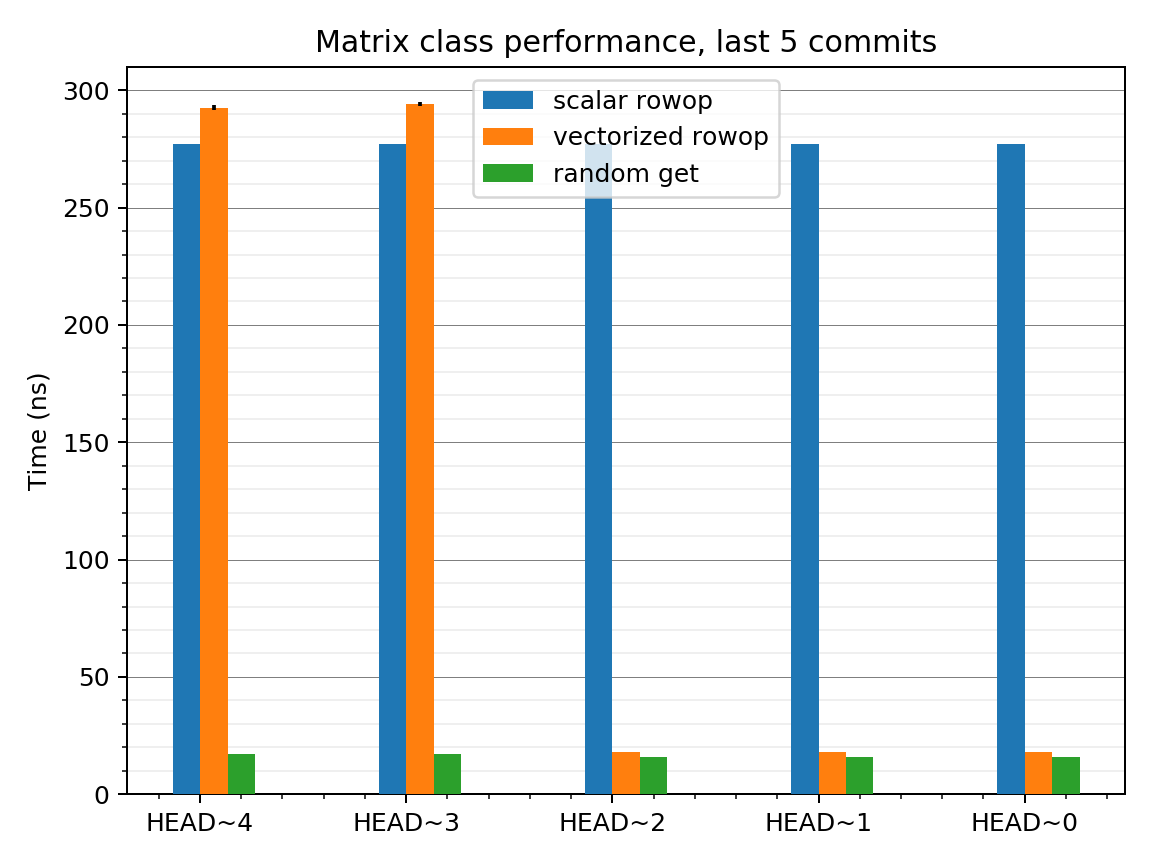 Matrix class performance, last 5 commits
scalar rowop
vectorized rowop
random get
Time (ns)
300
250
200
150
100
50
0
HEAD~4 HEAD~3 HEAD~2 HEAD~1 HEAD~0